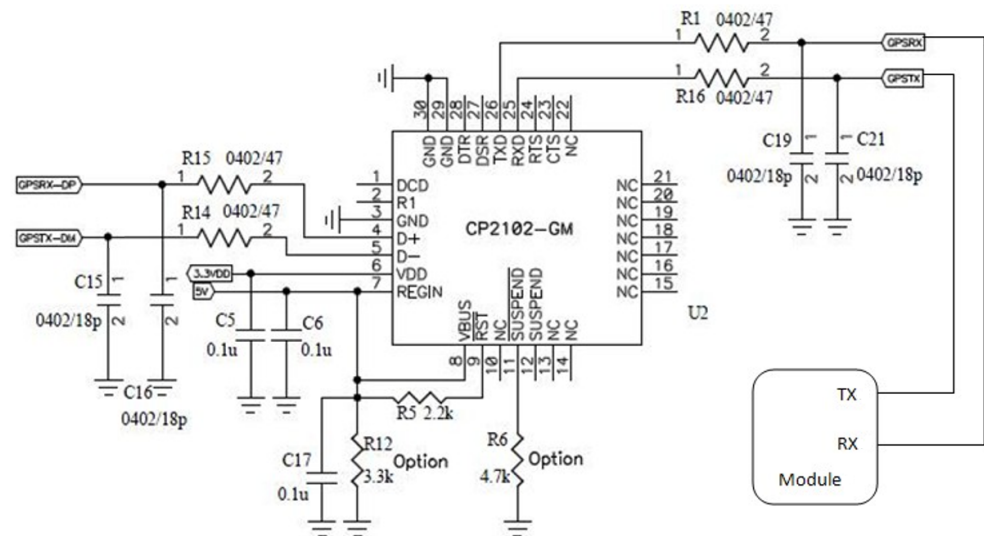 R1 0402/47
1 2
GPSRX
1 2
GPSTX
R16 0402/47
30 29 28 27 26 25 24 23 22
GND GND DTR DSR TXD RXD RTS CTS NC
C19 1 1 C21
0402/18p 2 2 0402/18p
R15 0402/47
GPSRX-DP 1 2
R14 0402/47
GPSTX-DM 1 2
1 DCD
2 R1
3 GND
4 D+
5 D-
6 VDD
7 REGIN
CP2102-GM
NC 21
NC 20
NC 19
NC 18
NC 17
NC 16
NC 15
U2
3.3VDD
5V
C15 1 1
0402/18p 2 2
C16
0402/18p
C5 C6
0.1u 0.1u
VBUS RST NC SUSPEND SUSPEND NC NC
8 9 10 11 12 13 14
R5 2.2k
C17
0.1u
R12
3.3k Option
R6
4.7k Option
TX
RX
Module